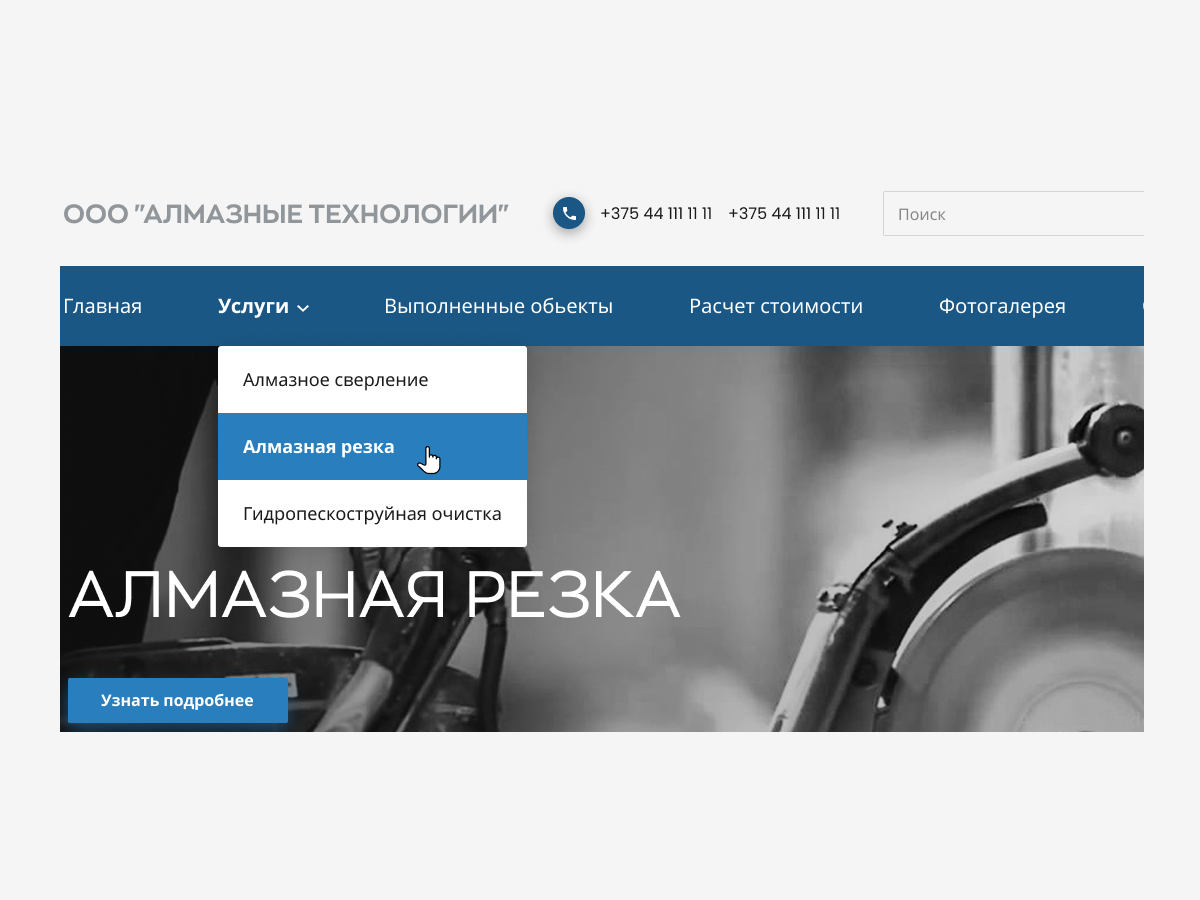 ООО "АЛМАЗНЫЕ ТЕХНОЛОГИИ"
+375 44 111 11 11 +375 44 111 11 11
Поиск
Главная Услуги Выполненные обьекты Расчет стоимости Фотогалерея
Алмазное сверление
Алмазная резка
Гидропескоструйная очистка
АЛМАЗНАЯ РЕЗКА
Узнать подробнее